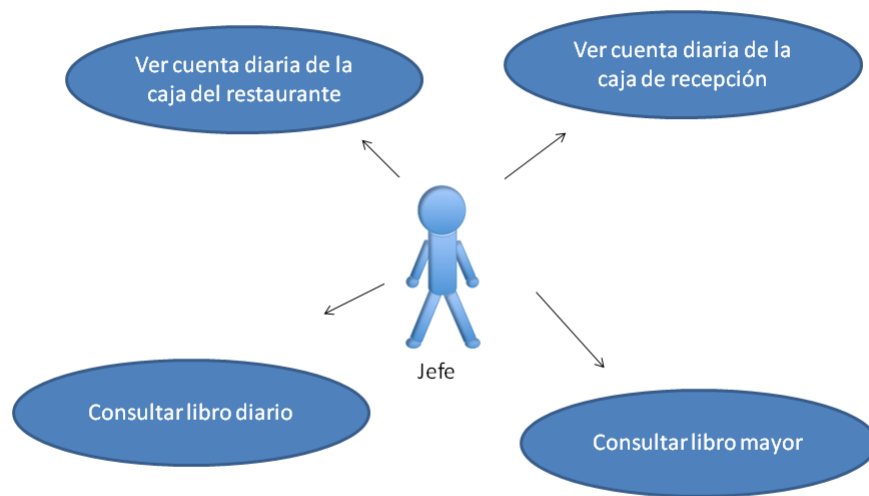 Ver cuenta diaria de la
caja del restaurante
Ver cuenta diaria de la
caja de recepción
Jefe
Consultar libro diario
Consultar libro mayor